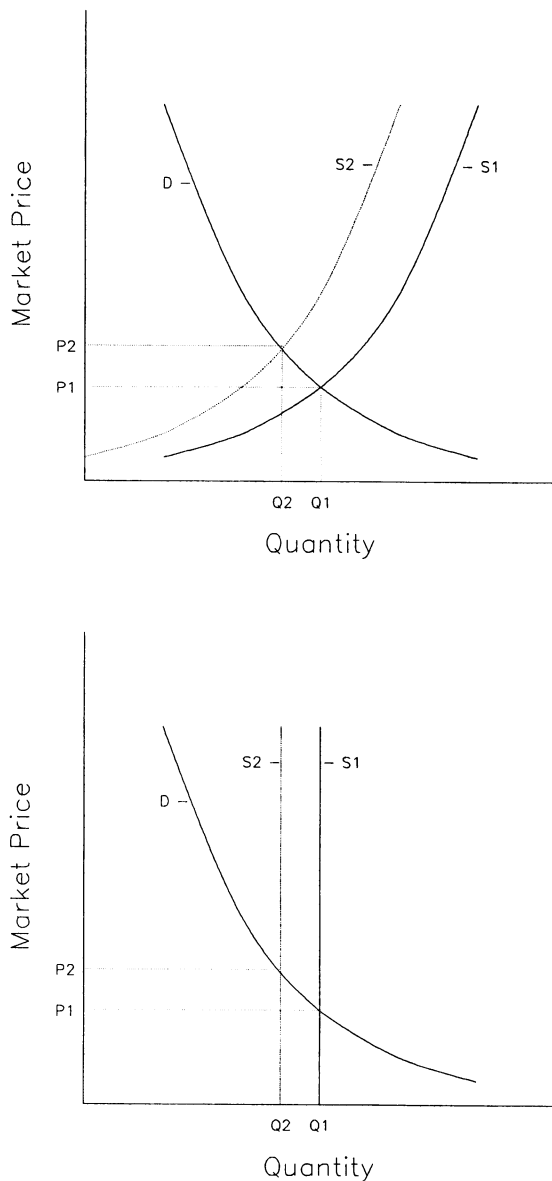 Market Price
D
S2
S1
P2
P1
Q2 Q1
Quantity
Market Price
D
S2
S1
P2
P1
Q2 Q1
Quantity